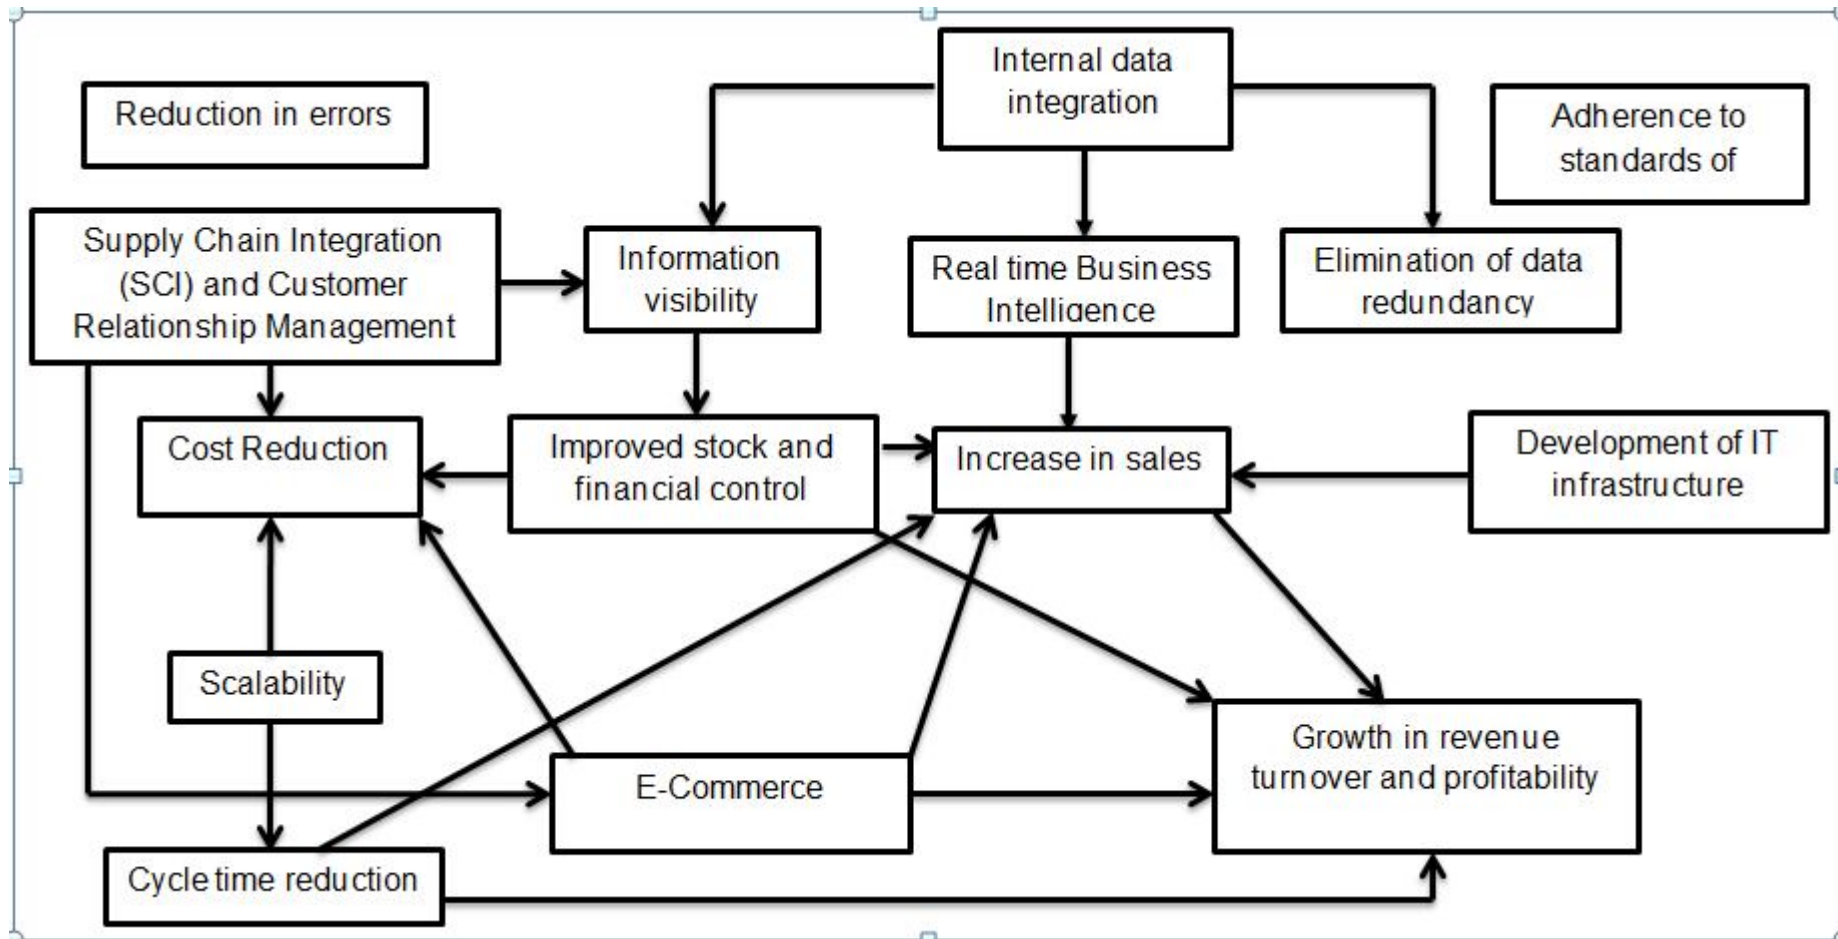 Internal data
integration
Reduction in errors
Adherence to
standards of
Supply Chain Integration
(SCI) and Customer
Relationship Management
Information
visibility
Real time Business
Intelligence
Elimination of data
redundancy
Cost Reduction
Improved stock and
financial control
Increase in sales
Development of IT
infrastructure
Scalability
E-Commerce
Growth in revenue
turnover and profitability
Cycle time reduction